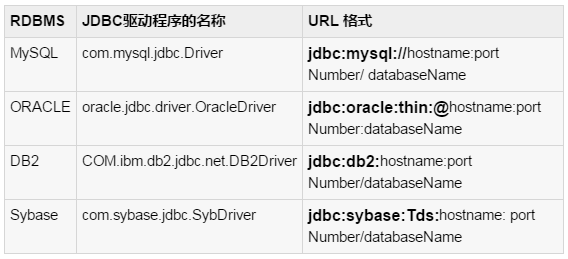 RDBMS JDBC驱动程序的名称 URL 格式
MySQL com.mysql.jdbc.Driver jdbc:mysql://hostname:port
Number/ databaseName
ORACLE oracle.jdbc.driver.OracleDriver jdbc:oracle:thin:@hostname:port
Number:databaseName
DB2 COM.ibm.db2.jdbc.net.DB2Driver jdbc:db2:hostname:port
Number/databaseName
Sybase com.sybase.jdbc.SybDriver jdbc:sybase:Tds:hostname: port
Number/databaseName